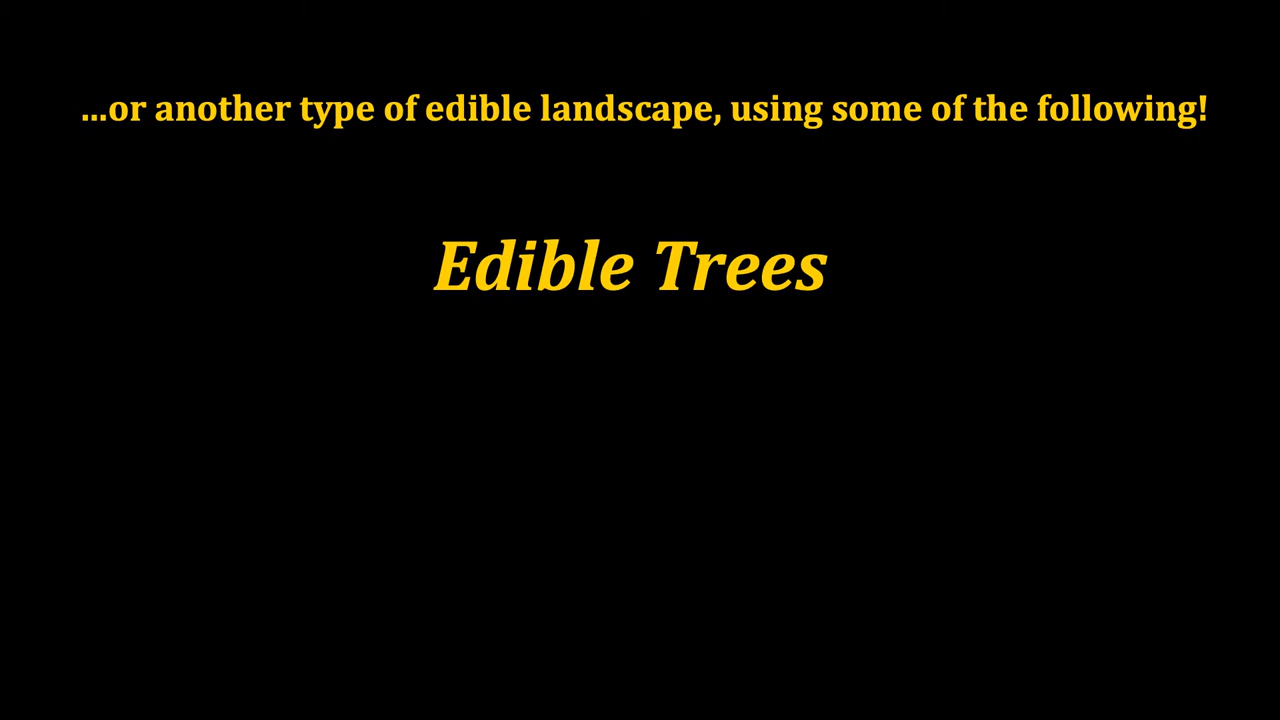 ...or another type of edible landscape, using some of the following!
Edible Trees